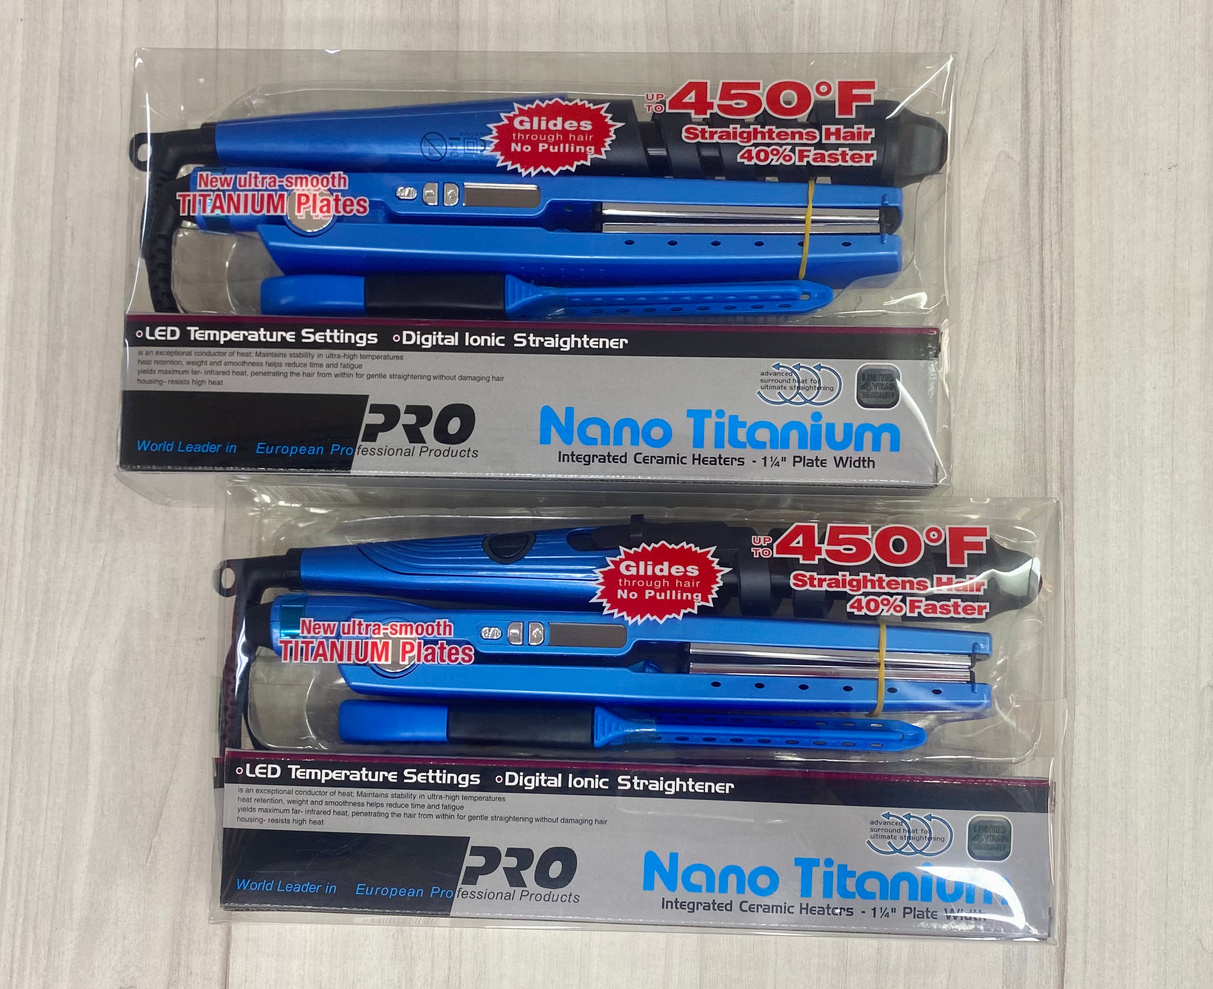 UP TO 450°F
Straightens Hair
40% Faster
Glides
through hair
No Pulling
New ultra-smooth
TITANIUM Plates
LED Temperature Settings Digital Ionic Straightener
is an exceptional conductor of heat; Maintains stability in ultra-high temperatures
heat retention, weight and smoothness helps reduce time and fatigue
yields maximum far- infrared heat, penetrating the hair from within for gentle straightening without damaging hair
housing- resists high heat
advanced
surround heat for
ultimate straightening
PRO
World Leader in European Professional Products
Nano Titanium
Integrated Ceramic Heaters - 1¼" Plate Width
UP TO 450°F
Straightens Hair
40% Faster
Glides
through hair
No Pulling
New ultra-smooth
TITANIUM Plates
LED Temperature Settings Digital Ionic Straightener
is an exceptional conductor of heat; Maintains stability in ultra-high temperatures
heat retention, weight and smoothness helps reduce time and fatigue
yields maximum far- infrared heat, penetrating the hair from within for gentle straightening without damaging hair
housing- resists high heat
advanced
surround heat for
ultimate straightening
PRO
World Leader in European Professional Products
Nano Titanium
Integrated Ceramic Heaters - 1¼" Plate Width